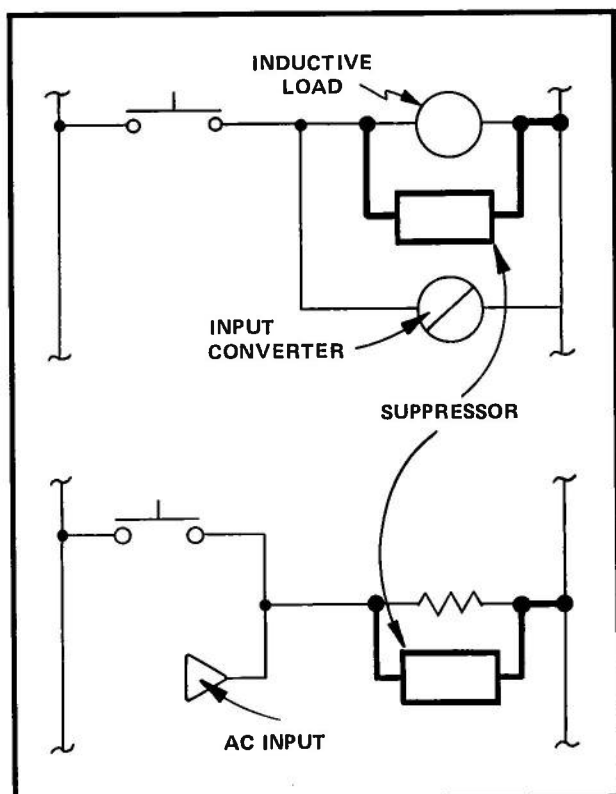 INDUCTIVE
LOAD
INPUT
CONVERTER
SUPPRESSOR
AC INPUT